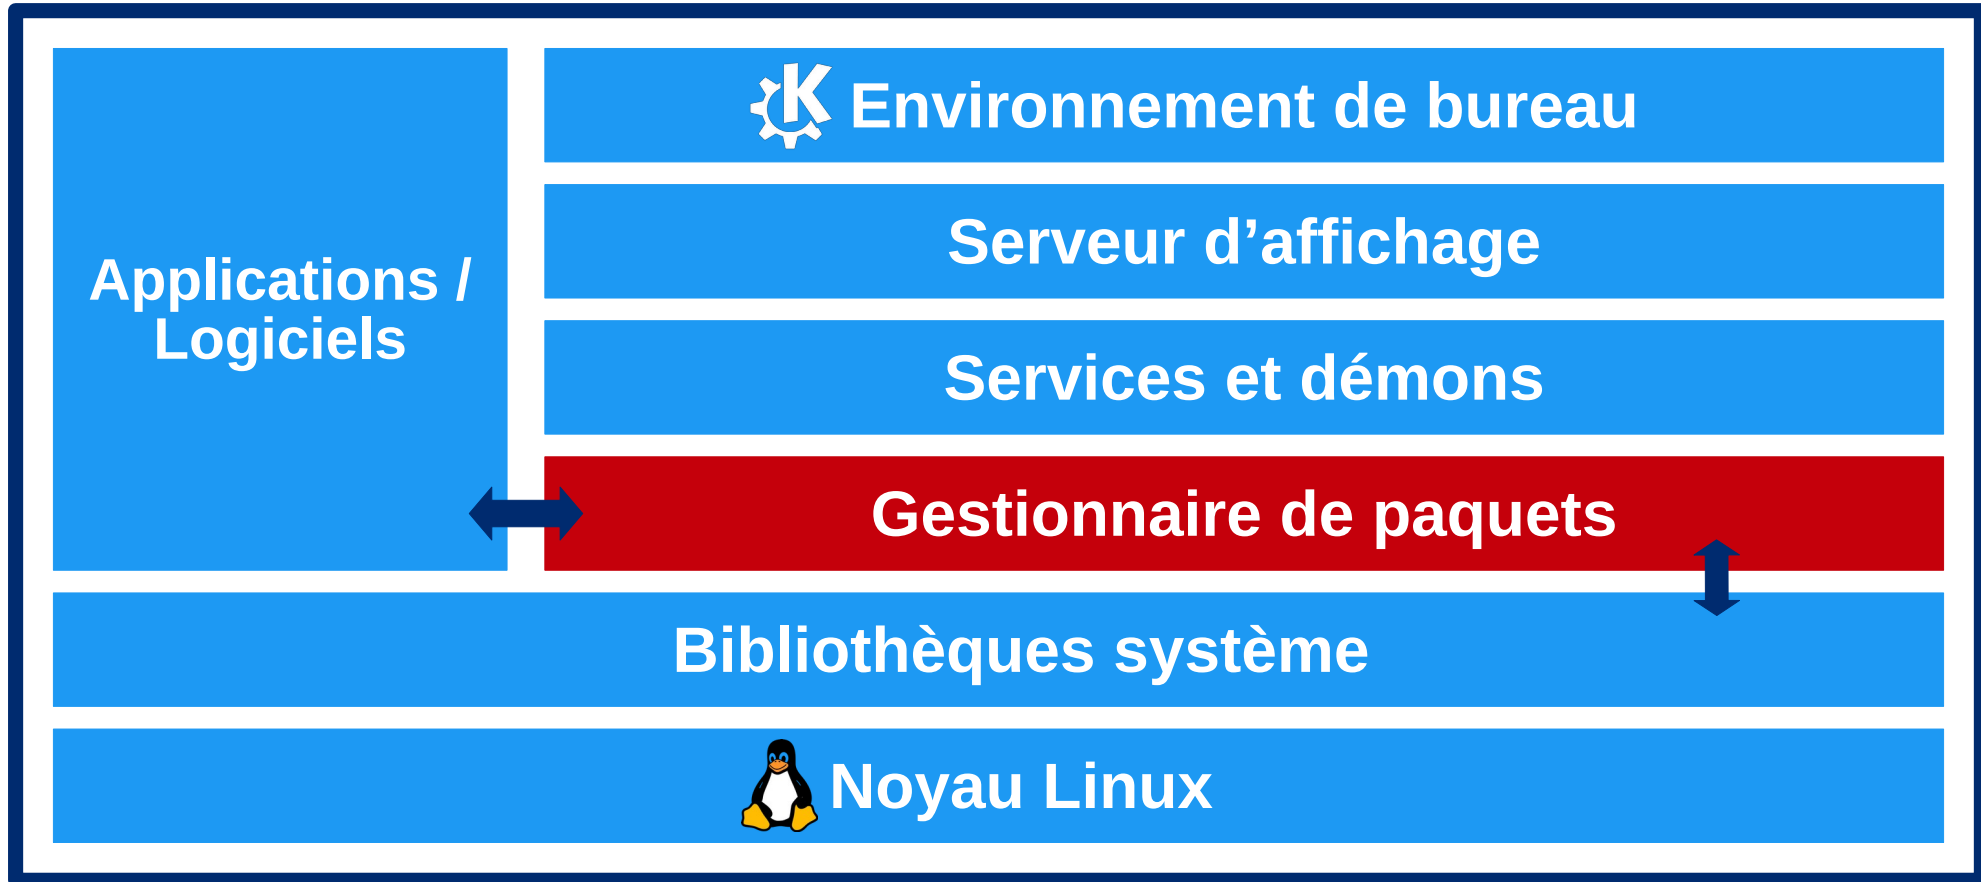 Environnement de bureau
Serveur d’affichage
Applications /
Logiciels
Services et démons
Gestionnaire de paquets
Bibliothèques système
Noyau Linux